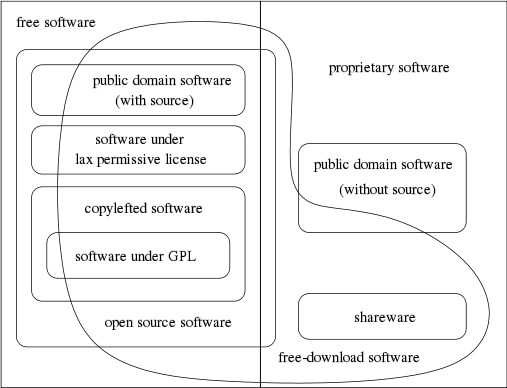 free software
public domain software
(with source)
software under
lax permissive license
copylefted software
software under GPL
open source software
proprietary software
public domain software
(without source)
shareware
free-download software